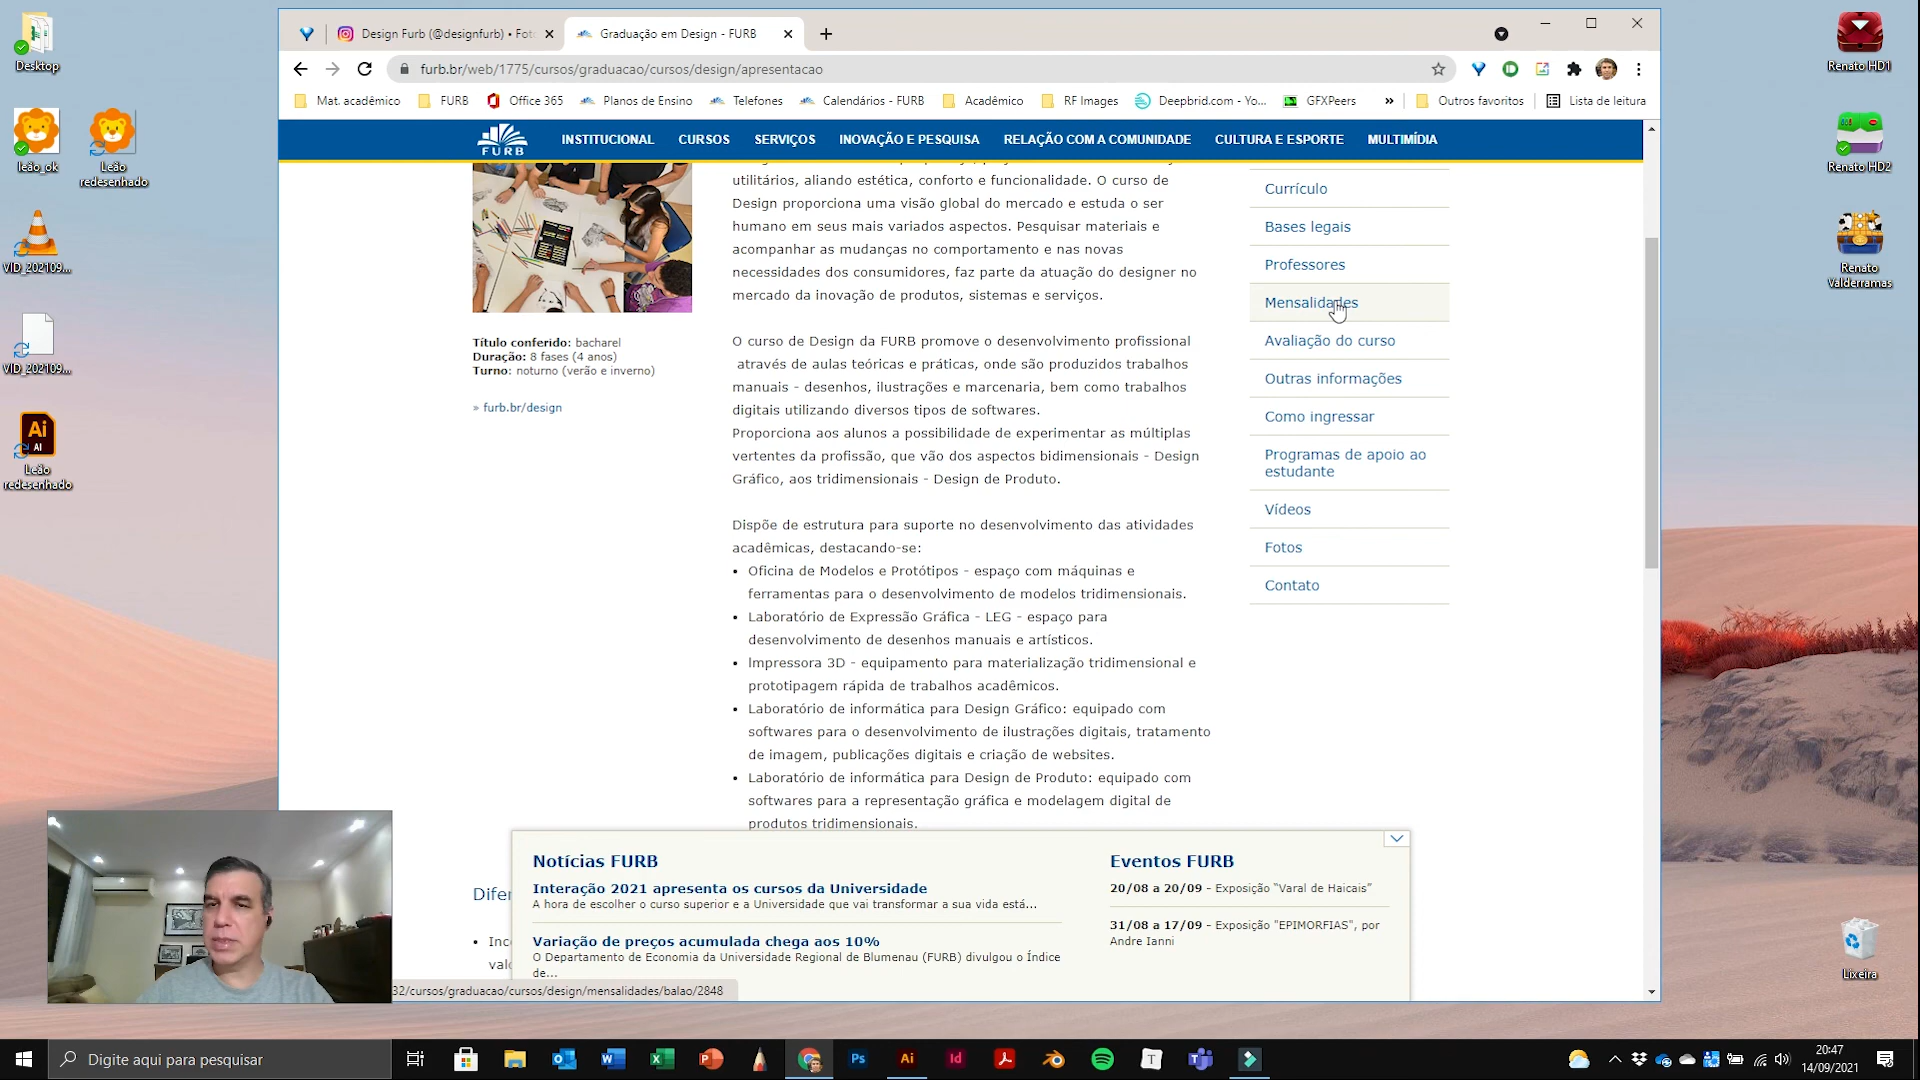 Desktop
leão_ok
Leão
redesenhado
VID_202109...
VID_202109...
Ai
AI
Leão
redesenhado
Design Furb (@designfurb) • Fot
Graduação em Design - FURB
furb.br/web/1775/cursos/graduacao/cursos/design/apresentacao
Mat. acadêmico
FURB
Office 365
Planos de Ensino
Telefones
Calendários - FURB
Acadêmico
RF Images
Deepbrid.com - Yo...
GFXPeers
»
Outros favoritos
Lista de leitura
FURB
INSTITUCIONAL
CURSOS
SERVIÇOS
INOVAÇÃO E PESQUISA
RELAÇÃO COM A COMUNIDADE
CULTURA E ESPORTE
MULTIMÍDIA
Título conferido: bacharel
Duração: 8 fases (4 anos)
Turno: noturno (verão e inverno)
» furb.br/design
utilitários, aliando estética, conforto e funcionalidade. O curso de
Design proporciona uma visão global do mercado e estuda o ser
humano em seus mais variados aspectos. Pesquisar materiais e
acompanhar as mudanças no comportamento e nas novas
necessidades dos consumidores, faz parte da atuação do designer no
mercado da inovação de produtos, sistemas e serviços.
O curso de Design da FURB promove o desenvolvimento profissional
através de aulas teóricas e práticas, onde são produzidos trabalhos
manuais - desenhos, ilustrações e marcenaria, bem como trabalhos
digitais utilizando diversos tipos de softwares.
Proporciona aos alunos a possibilidade de experimentar as múltiplas
vertentes da profissão, que vão dos aspectos bidimensionais - Design
Gráfico, aos tridimensionais - Design de Produto.
Dispõe de estrutura para suporte no desenvolvimento das atividades
acadêmicas, destacando-se:
• Oficina de Modelos e Protótipos - espaço com máquinas e
ferramentas para o desenvolvimento de modelos tridimensionais.
• Laboratório de Expressão Gráfica - LEG - espaço para
desenvolvimento de desenhos manuais e artísticos.
• Impressora 3D - equipamento para materialização tridimensional e
prototipagem rápida de trabalhos acadêmicos.
• Laboratório de informática para Design Gráfico: equipado com
softwares para o desenvolvimento de ilustrações digitais, tratamento
de imagem, publicações digitais e criação de websites.
• Laboratório de informática para Design de Produto: equipado com
softwares para a representação gráfica e modelagem digital de
produtos tridimensionais.
Currículo
Bases legais
Professores
Mensalidades
Avaliação do curso
Outras informações
Como ingressar
Programas de apoio ao
estudante
Vídeos
Fotos
Contato
Difer
• Inc
valo
Notícias FURB
Interação 2021 apresenta os cursos da Universidade
A hora de escolher o curso superior e a Universidade que vai transformar a sua vida está...
Variação de preços acumulada chega aos 10%
O Departamento de Economia da Universidade Regional de Blumenau (FURB) divulgou o Índice
de...
Eventos FURB
20/08 a 20/09 - Exposição “Varal de Haicais”
31/08 a 17/09 - Exposição "EPIMORFIAS", por
Andre Ianni
32/cursos/graduacao/cursos/design/mensalidades/balao/2848
Renato HD1
Renato HD2
Renato
Valderramas
Lixeira
Digite aqui para pesquisar
Ps
Ai
Id
T
20:47
14/09/2021